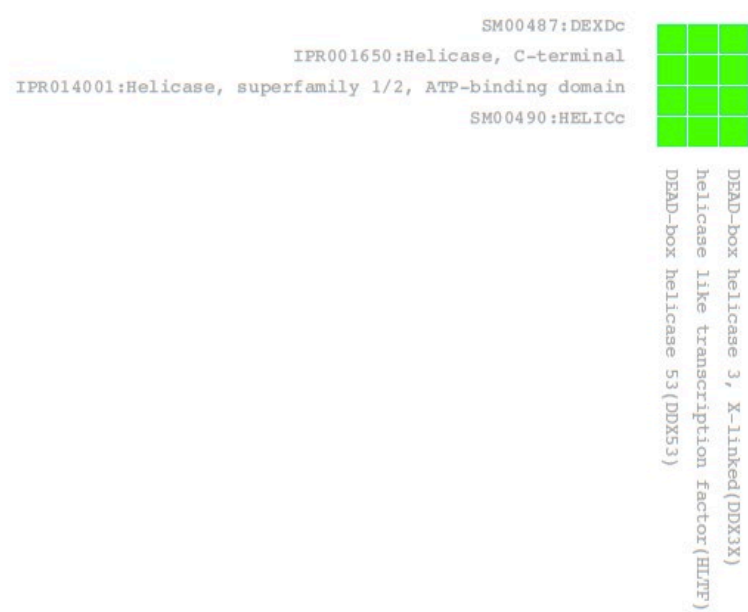 SM00487:DEXDc
IPR001650:Helicase, C-terminal
IPR014001:Helicase, superfamily 1/2, ATP-binding domain
SM00490:HELICc
DEAD-box helicase 53(DDX53)
helicase like transcription factor(HLTF)
DEAD-box helicase 3, X-linked(DDX3X)